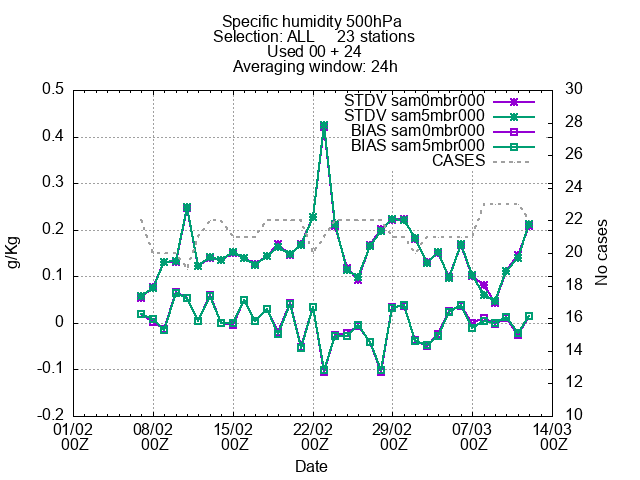 Specific humidity 500hPa
Selection: ALL 23 stations
Used 00 + 24
Averaging window: 24h
STDV sam0mbr000
STDV sam5mbr000
BIAS sam0mbr000
BIAS sam5mbr000
CASES
g/Kg
0.5
0.4
0.3
0.2
0.1
0
-0.1
-0.2
30
28
26
24
22
20
18
16
14
12
10
No cases
01/02 08/02 15/02 22/02 29/02 07/03 14/03
00Z 00Z 00Z 00Z 00Z 00Z 00Z
Date